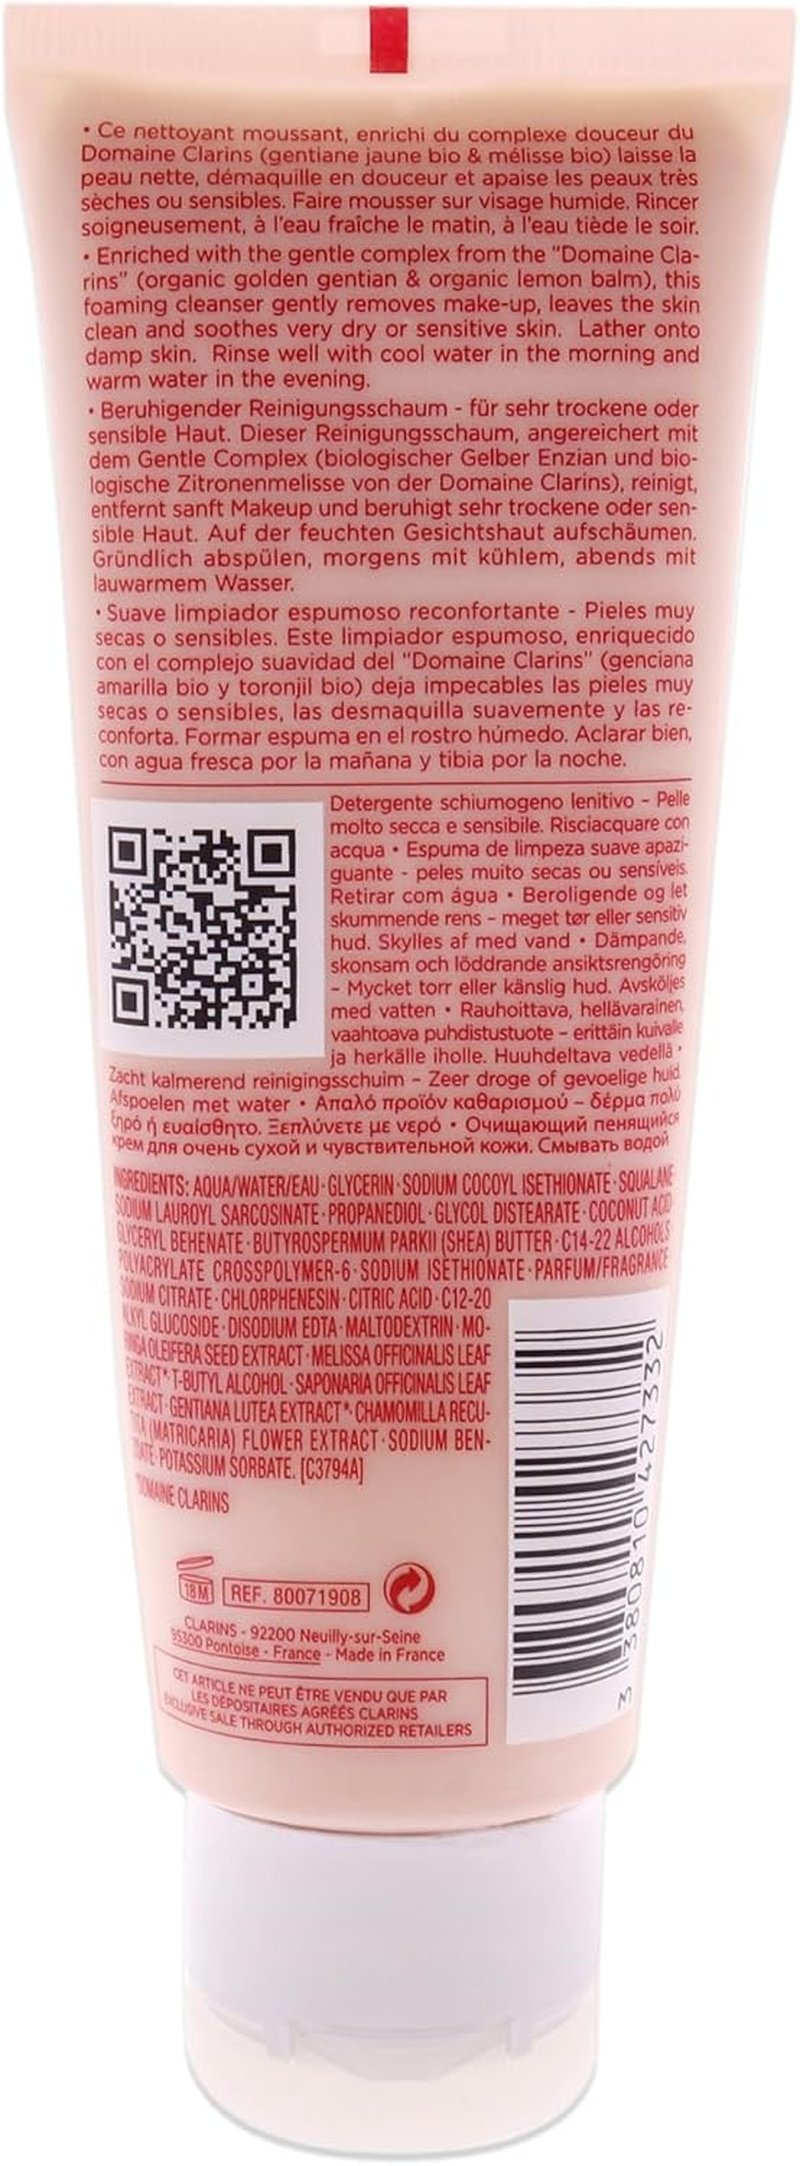 • Ce nettoyant moussant, enrichi du complexe douceur du
Domaine Clarins (gentiane jaune bio & mélisse bio) laisse la
peau nette, démaquille en douceur et apaise les peaux très
sèches ou sensibles. Faire mousser sur visage humide. Rincer
soigneusement, à l'eau fraîche le matin, à l'eau tiède le soir.
• Enriched with the gentle complex from the "Domaine Cla-
rins" (organic golden gentian & organic lemon balm), this
foaming cleanser gently removes make-up, leaves the skin
clean and soothes very dry or sensitive skin. Lather onto
damp skin. Rinse well with cool water in the morning and
warm water in the evening.
• Beruhigender Reinigungsschaum - für sehr trockene oder
sensible Haut. Dieser Reinigungsschaum, angereichert mit
dem Gentle Complex (biologischer Gelber Enzian und bio-
logische Zitronenmelisse von der Domaine Clarins), reinigt,
entfernt sanft Makeup und beruhigt sehr trockene oder sen-
sible Haut. Auf der feuchten Gesichtshaut aufschäumen.
Gründlich abspülen, morgens mit kühlem, abends mit
lauwarmem Wasser.
• Suave limpiador espumoso reconfortante - Pieles muy
secas o sensibles. Este limpiador espumoso, enriquecido
con el complejo suavidad del "Domaine Clarins" (genciana
amarilla bio y toronjil bio) deja impecables las pieles muy
secas o sensibles, las desmaquilla suavemente y las re-
conforta. Formar espuma en el rostro húmedo. Aclarar bien,
con agua fresca por la mañana y tibia por la noche.
Detergente schiumogeno lenitivo - Pelle
molto secca e sensibile. Risciacquare con
acqua • Espuma de limpeza suave apazi-
guante - peles muito secas ou sensíveis.
Retirar com água • Beroligende og let
skummende rens - meget tør eller sensitiv
hud. Skylles af med vand • Dämpande,
skonsam och löddrande ansiktsrengöring
- Mycket torr eller känslig hud. Avsköljes
med vatten • Rauhoittava, hellävarainen,
vaahtoava puhdistustuote - erittäin kuivalle
ja herkälle iholle. Huuhdeltava vedellä •
Zacht kalmerend reinigingsschuim - Zeer droge of gevoelige huid.
Afspoelen met water • Απαλό προϊόν καθαρισμού - δέρμα πολύ
ξηρό ή ευαίσθητο. Ξεπλύνετε με νερό • Очищающий пенящийся
крем для очень сухой и чувствительной кожи. Смывать водой
INGREDIENTS: AQUA/WATER/EAU · GLYCERIN · SODIUM COCOYL ISETHIONATE · SQUALANE
SODIUM LAUROYL SARCOSINATE · PROPANEDIOL · GLYCOL DISTEARATE · COCONUT ACID
GLYCERYL BEHENATE · BUTYROSPERMUM PARKII (SHEA) BUTTER · C14-22 ALCOHOLS
POLYACRYLATE CROSSPOLYMER-6 · SODIUM ISETHIONATE · PARFUM/FRAGRANCE
SODIUM CITRATE · CHLORPHENESIN · CITRIC ACID · C12-20
ALKYL GLUCOSIDE · DISODIUM EDTA · MALTODEXTRIN · MO-
RINGA OLEIFERA SEED EXTRACT · MELISSA OFFICINALIS LEAF
EXTRACT* · T-BUTYL ALCOHOL · SAPONARIA OFFICINALIS LEAF
EXTRACT · GENTIANA LUTEA EXTRACT* · CHAMOMILLA RECU-
TITA (MATRICARIA) FLOWER EXTRACT · SODIUM BEN-
ZOATE · POTASSIUM SORBATE. [C3794A]
*DOMAINE CLARINS
18 M REF. 80071908
CLARINS - 92200 Neuilly-sur-Seine
95300 Pontoise - France - Made in France
CET ARTICLE NE PEUT ÊTRE VENDU QUE PAR
LES DÉPOSITAIRES AGRÉÉS CLARINS
EXCLUSIVE SALE THROUGH AUTHORIZED RETAILERS
3 380810 427332